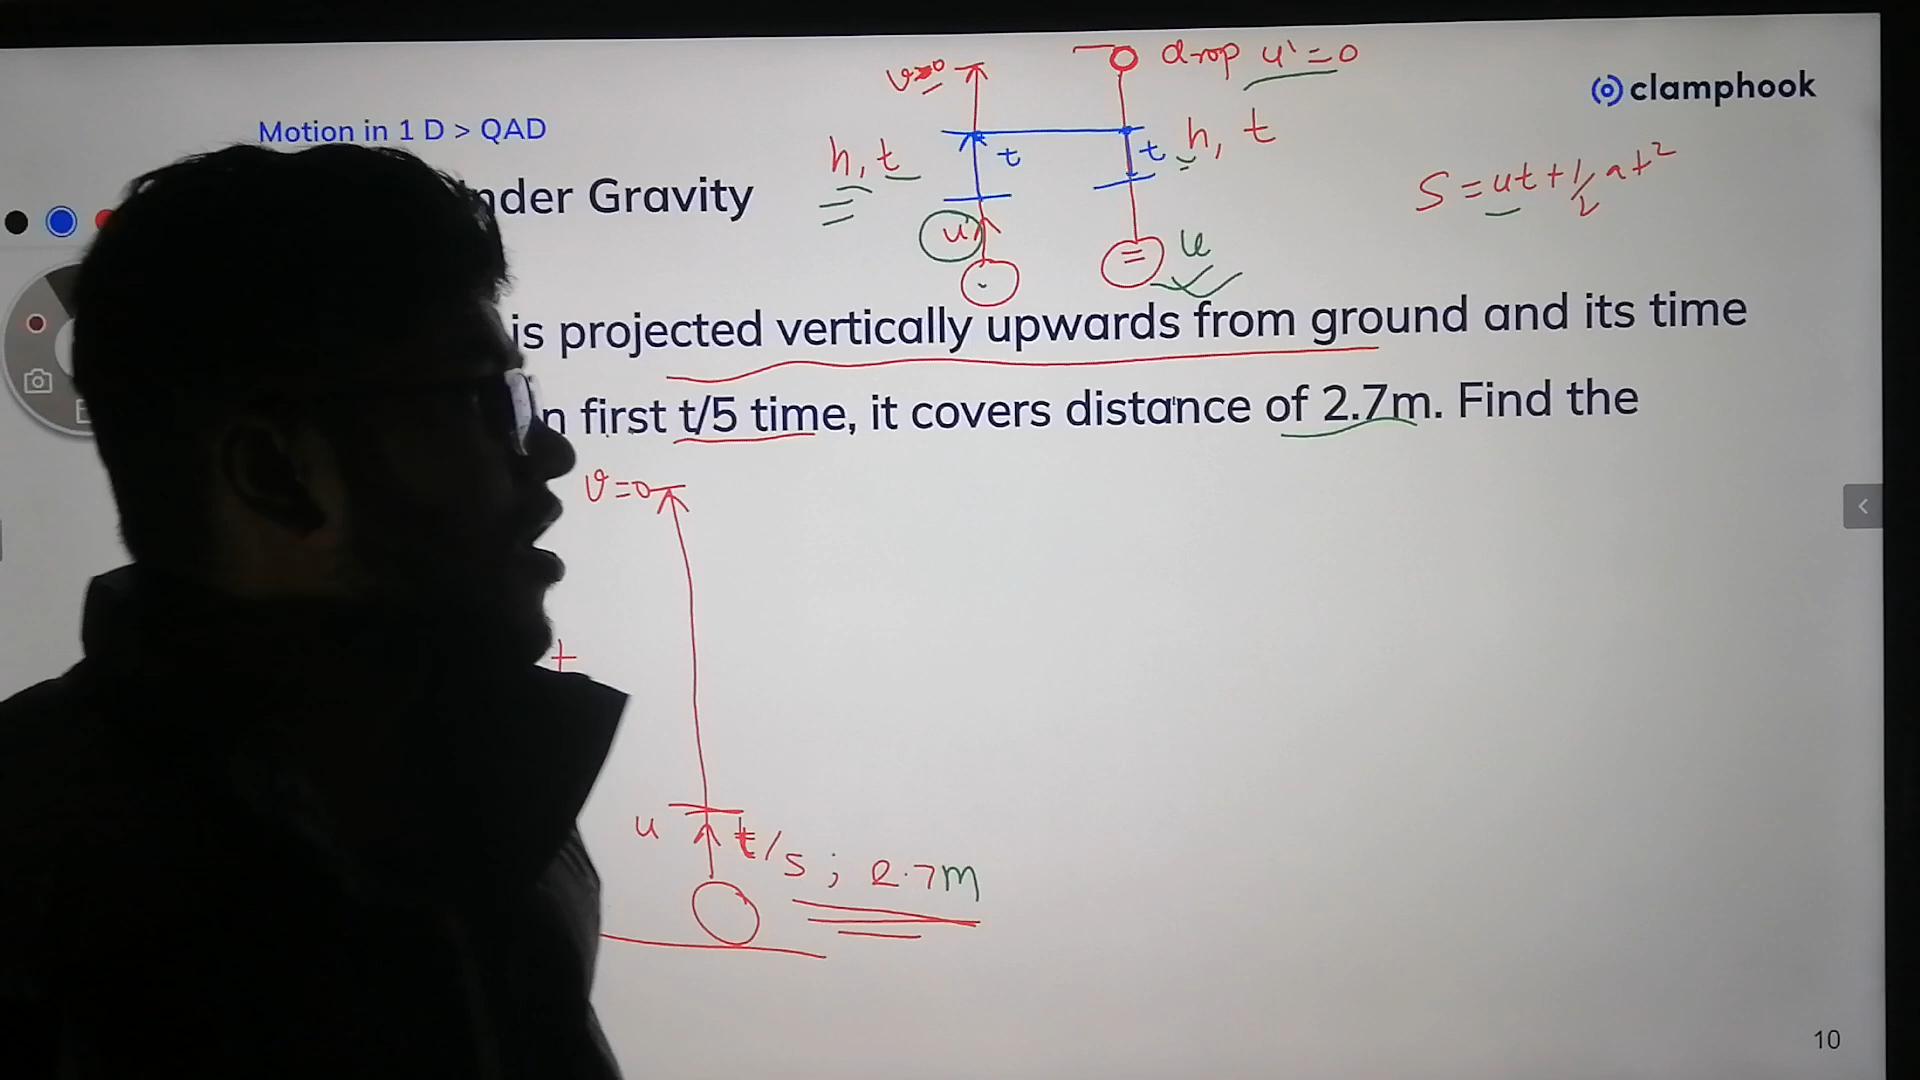 clamphook
Motion in 1 D > QAD
nder Gravity
v=0
drop u'=0
h, t
t
t
h, t
S = ut + 1/2 at²
u
u
is projected vertically upwards from ground and its time
n first t/5 time, it covers distance of 2.7m. Find the
v=0
t
u
t/5 ; 2.7m
10